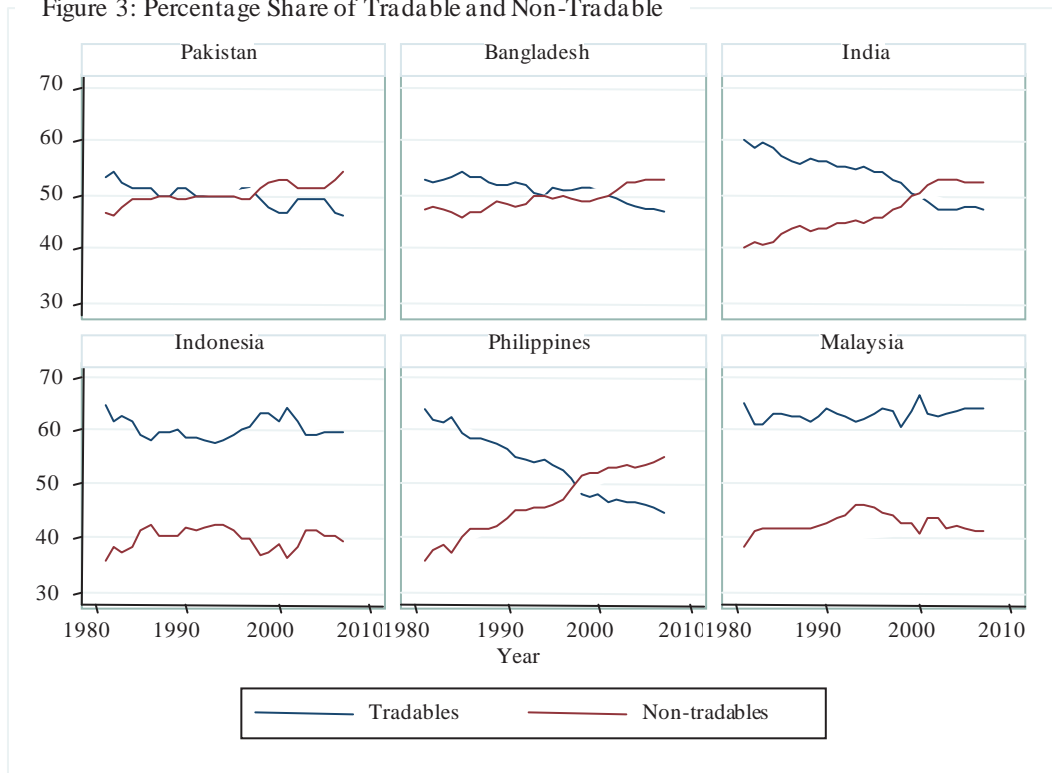 Figure 3: Percentage Share of Tradable and Non-Tradable
Pakistan Bangladesh India
70
60
50
40
30
Indonesia Philippines Malaysia
70
60
50
40
30
1980 1990 2000 2010 1980 1990 2000 2010 1980 1990 2000 2010
Year
Tradables Non-tradables